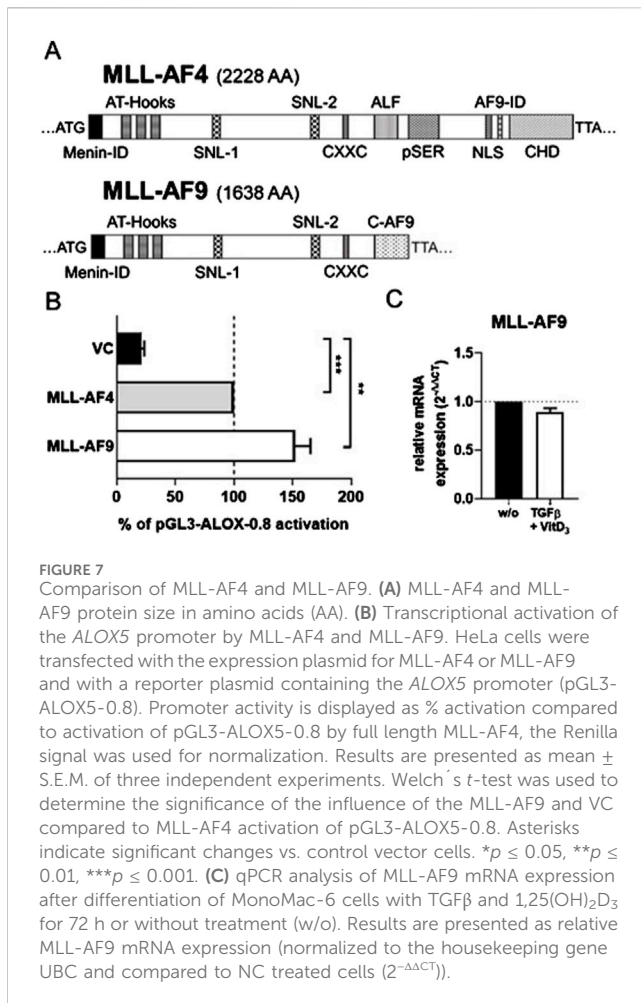 A
MLL-AF4 (2228 AA)
AT-Hooks SNL-2 ALF AF9-ID
...ATG TTA...
Menin-ID SNL-1 CXXC pSER NLS CHD
MLL-AF9 (1638 AA)
AT-Hooks SNL-2 C-AF9
...ATG TTA...
Menin-ID SNL-1 CXXC
B
VC
MLL-AF4
MLL-AF9
***
**
0 50 100 150 200
% of pGL3-ALOX-0.8 activation
C
MLL-AF9
relative mRNA
expression (2^-ΔΔCT)
1.5
1.0
0.5
0.0
w/o TGFβ
+ VitD₃
FIGURE 7
Comparison of MLL-AF4 and MLL-AF9. (A) MLL-AF4 and MLL-
AF9 protein size in amino acids (AA). (B) Transcriptional activation of
the ALOX5 promoter by MLL-AF4 and MLL-AF9. HeLa cells were
transfected with the expression plasmid for MLL-AF4 or MLL-AF9
and with a reporter plasmid containing the ALOX5 promoter (pGL3-
ALOX5-0.8). Promoter activity is displayed as % activation compared
to activation of pGL3-ALOX5-0.8 by full length MLL-AF4, the Renilla
signal was used for normalization. Results are presented as mean ±
S.E.M. of three independent experiments. Welch´s t-test was used to
determine the significance of the influence of the MLL-AF9 and VC
compared to MLL-AF4 activation of pGL3-ALOX5-0.8. Asterisks
indicate significant changes vs. control vector cells. *p ≤ 0.05, **p ≤
0.01, ***p ≤ 0.001. (C) qPCR analysis of MLL-AF9 mRNA expression
after differentiation of MonoMac-6 cells with TGFβ and 1,25(OH)₂D₃
for 72 h or without treatment (w/o). Results are presented as relative
MLL-AF9 mRNA expression (normalized to the housekeeping gene
UBC and compared to NC treated cells (2^−ΔΔCT)).